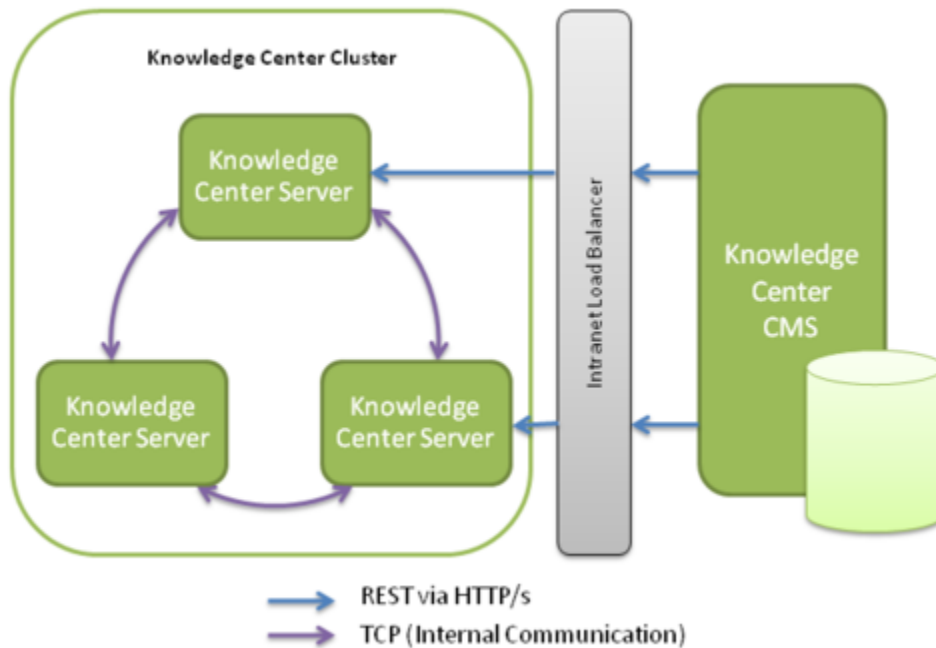 Knowledge Center Cluster
Knowledge
Center Server
Knowledge
Center Server
Knowledge
Center Server
Intranet Load Balancer
Knowledge
Center
CMS
REST via HTTP/s
TCP (Internal Communication)